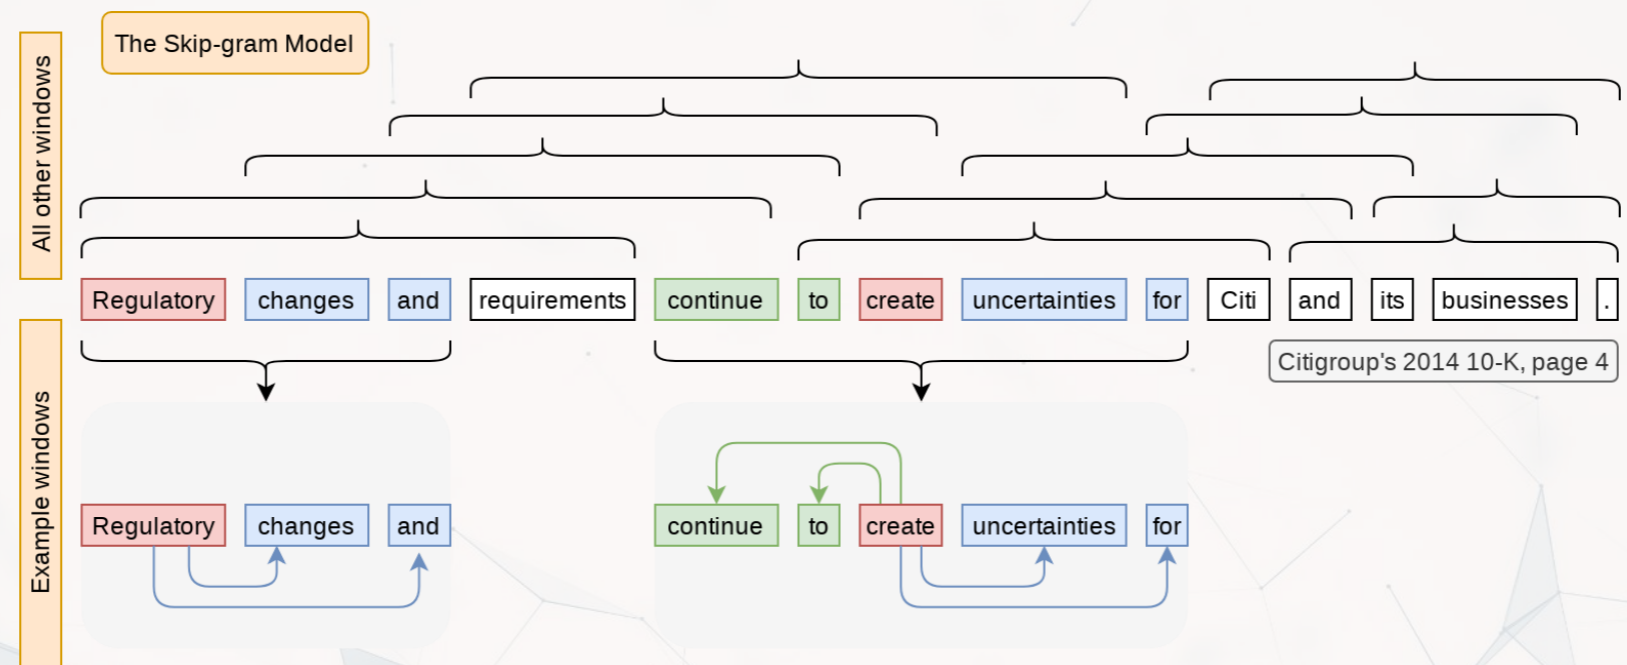 The Skip-gram Model
All other windows
Regulatory changes and requirements continue to create uncertainties for Citi and its businesses .
Citigroup's 2014 10-K, page 4
Example windows
Regulatory changes and continue to create uncertainties for